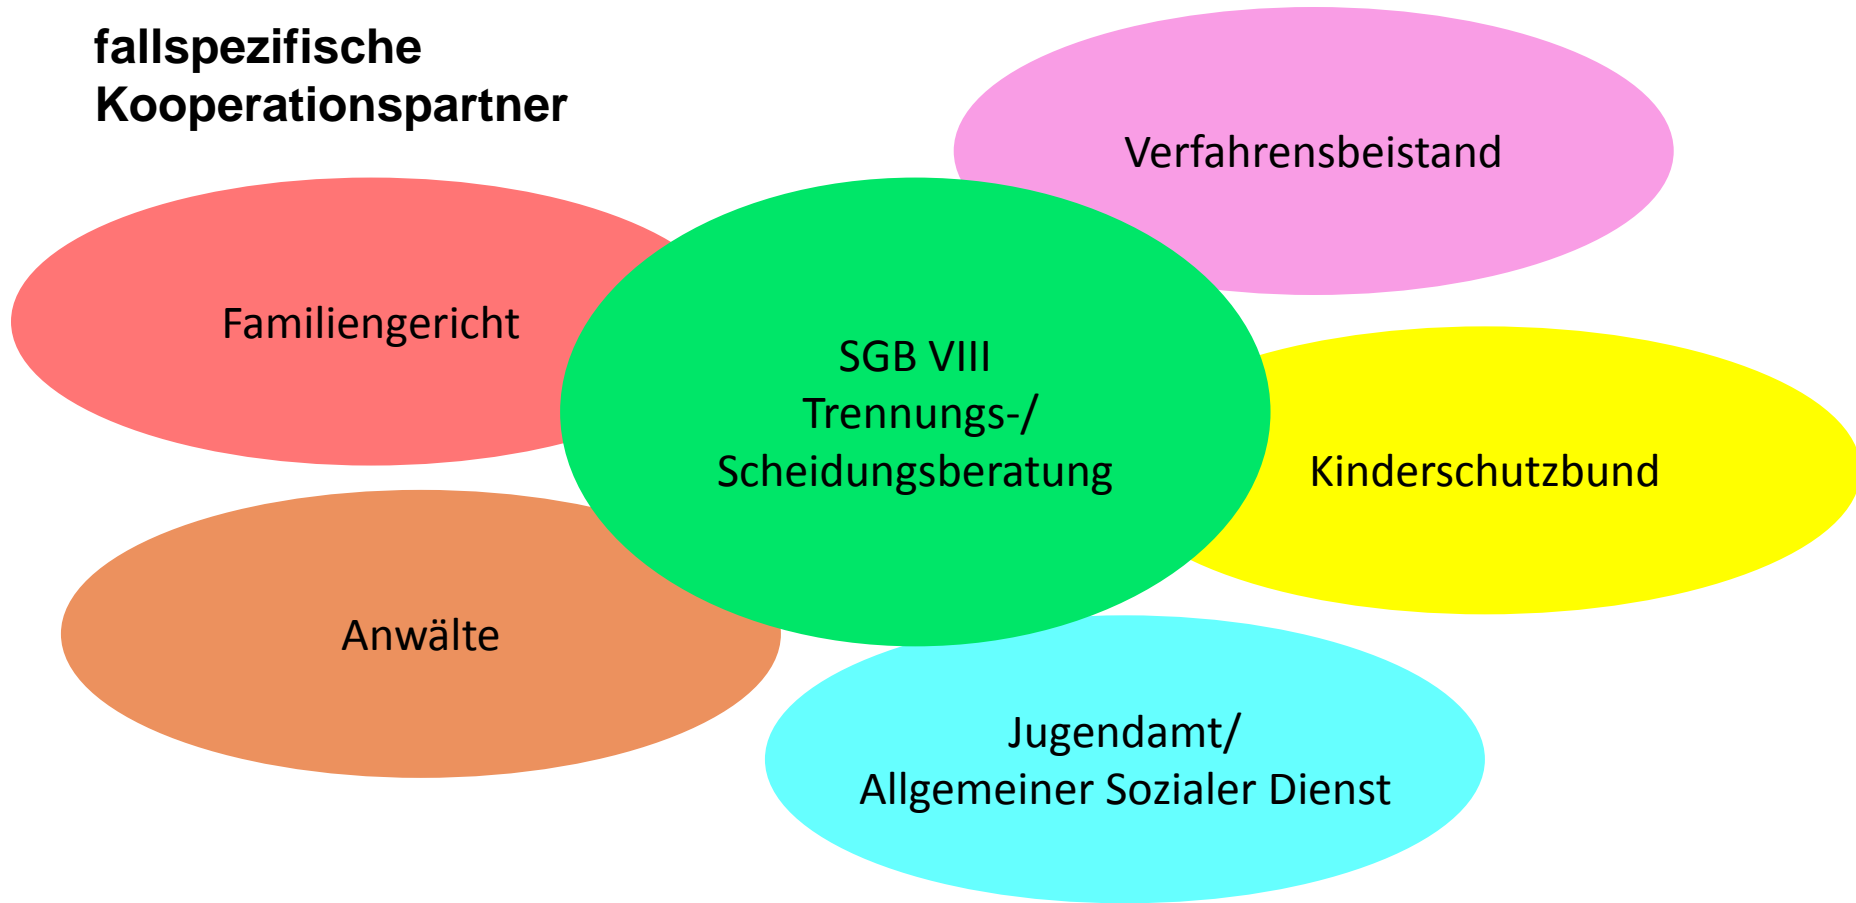 fallspezifische
Kooperationspartner
Verfahrensbeistand
Familiengericht
SGB VIII
Trennungs-/
Scheidungsberatung
Kinderschutzbund
Anwälte
Jugendamt/
Allgemeiner Sozialer Dienst